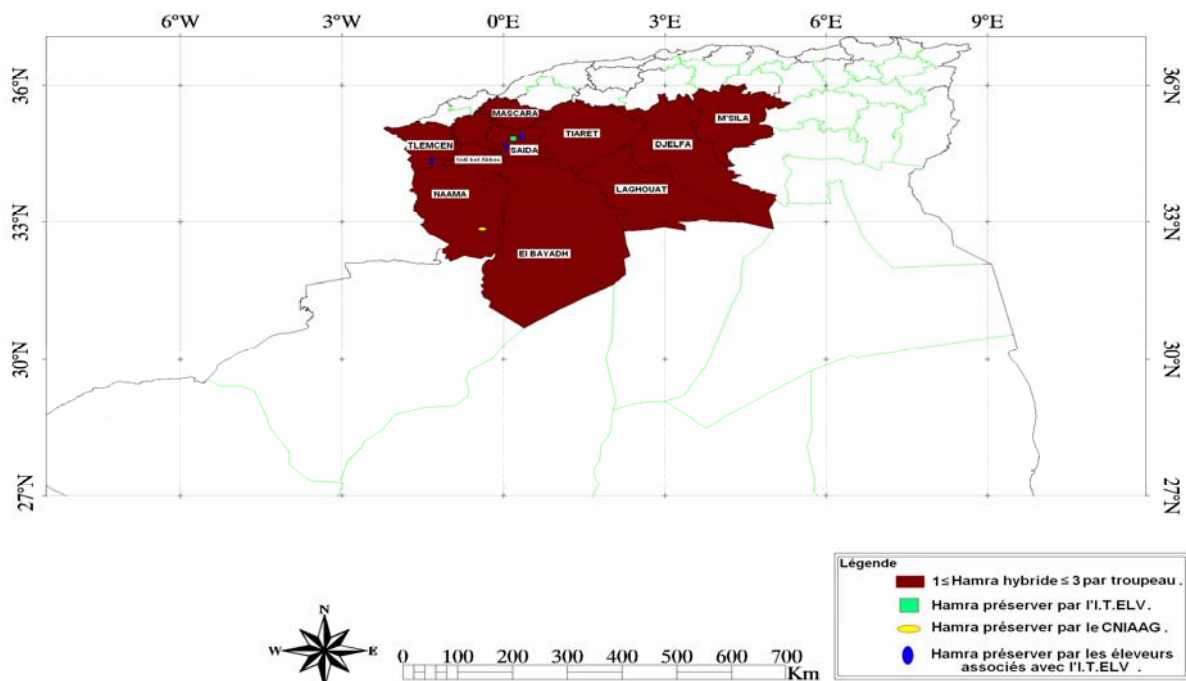 6°W 3°W 0°E 3°E 6°E 9°E
36°N 36°N
MASCARA
M'SILA
TIARET
TLEMCEN
SAIDA
DJELFA
Sidi bel Abbes
NAAMA
LAGHOUAT
33°N 33°N
El BAYADH
30°N 30°N
27°N 27°N
Légende
1 ≤ Hamra hybride ≤ 3 par troupeau .
Hamra préserver par l'I.T.ELV .
Hamra préserver par le CNIAAG .
Hamra préserver par les éleveurs
associés avec l'I.T.ELV .
N
W E
S
0 100 200 300 400 500 600 700
Km